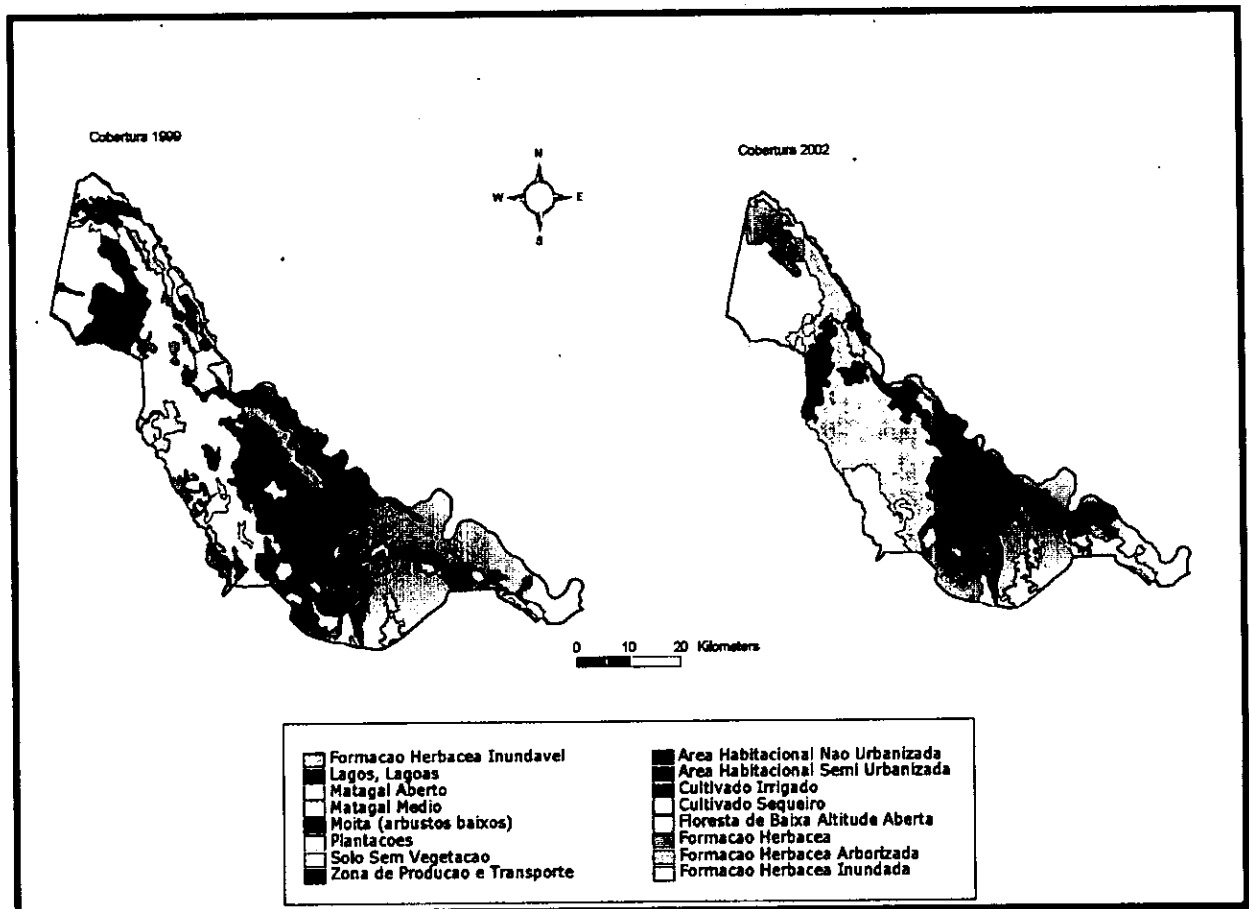 Cobertura 1999
Cobertura 2002
N
W
E
S
0 10 20 Kilometers
Formacao Herbacea Inundavel
Lagos, Lagoas
Matagal Aberto
Matagal Medio
Moita (arbustos baixos)
Plantacoes
Solo Sem Vegetacao
Zona de Producao e Transporte
Area Habitacional Nao Urbanizada
Area Habitacional Semi Urbanizada
Cultivado Irrigado
Cultivado Sequeiro
Floresta de Baixa Altitude Aberta
Formacao Herbacea
Formacao Herbacea Arborizada
Formacao Herbacea Inundada